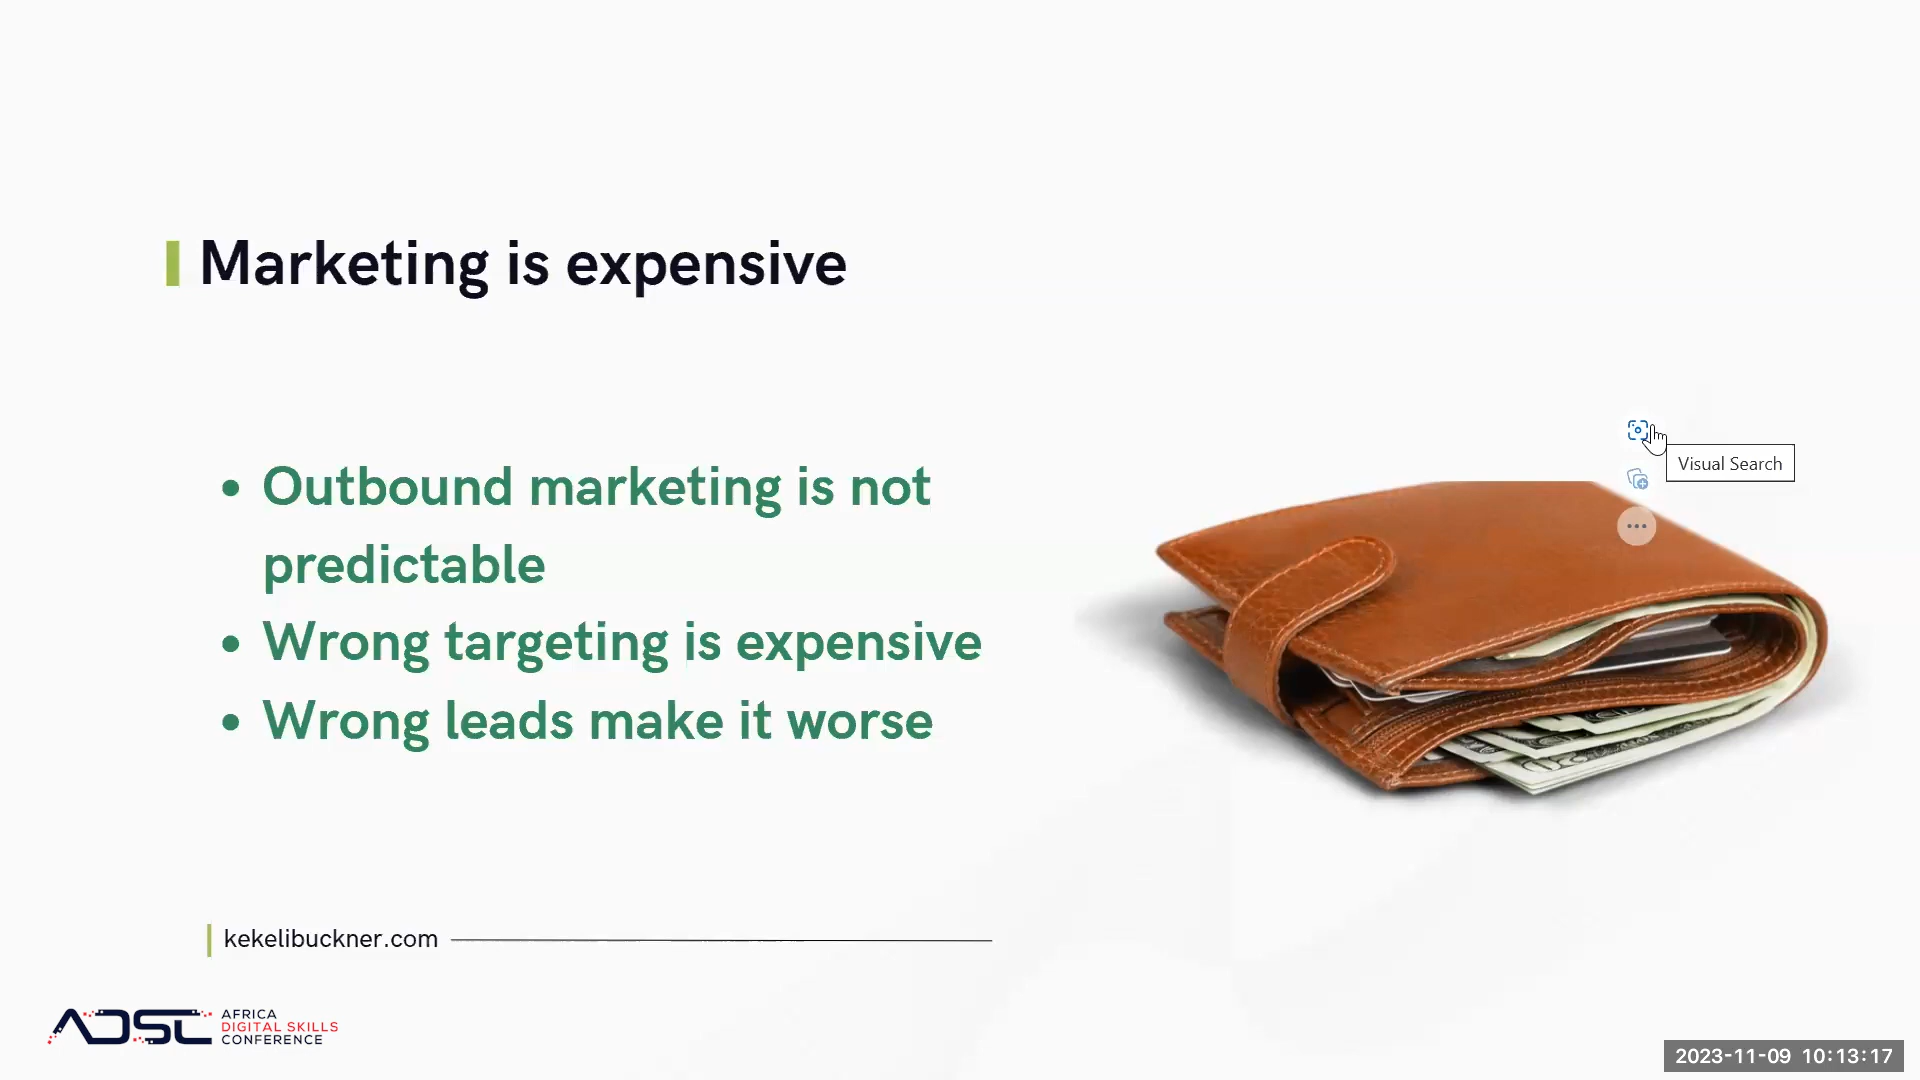 Marketing is expensive
• Outbound marketing is not
predictable
• Wrong targeting is expensive
• Wrong leads make it worse
Visual Search
kekelibuckner.com
ADSC
AFRICA
DIGITAL SKILLS
CONFERENCE
2023-11-09 10:13:17